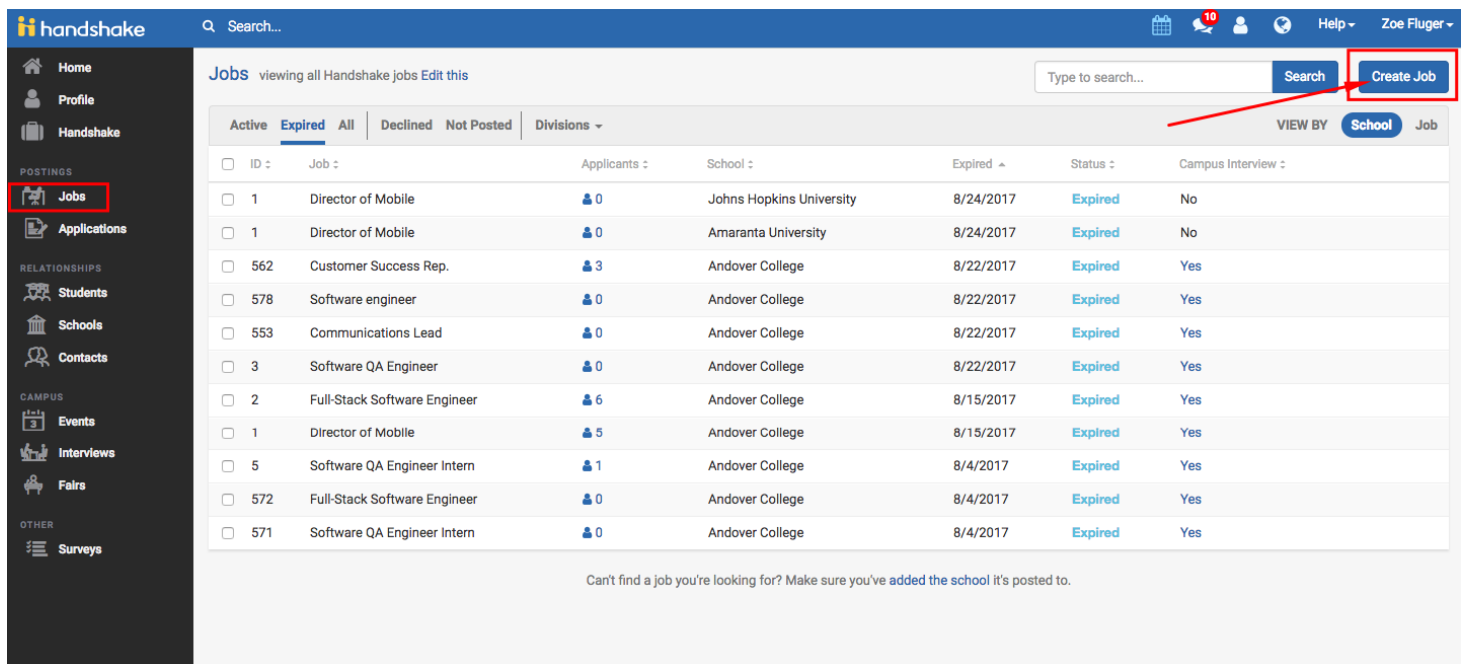 handshake Search... 10 Help Zoe Fluger
Home
Profile
Handshake
POSTINGS
Jobs
Applications
RELATIONSHIPS
Students
Schools
Contacts
CAMPUS
3 Events
Interviews
Fairs
OTHER
Surveys
Jobs viewing all Handshake jobs Edit this Type to search... Search Create Job
Active Expired All Declined Not Posted Divisions VIEW BY School Job
ID Job Applicants School Expired Status Campus Interview
1 Director of Mobile 0 Johns Hopkins University 8/24/2017 Expired No
1 Director of Mobile 0 Amaranta University 8/24/2017 Expired No
562 Customer Success Rep. 3 Andover College 8/22/2017 Expired Yes
578 Software engineer 0 Andover College 8/22/2017 Expired Yes
553 Communications Lead 0 Andover College 8/22/2017 Expired Yes
3 Software QA Engineer 0 Andover College 8/22/2017 Expired Yes
2 Full-Stack Software Engineer 6 Andover College 8/15/2017 Expired Yes
1 Director of Mobile 5 Andover College 8/15/2017 Expired Yes
5 Software QA Engineer Intern 1 Andover College 8/4/2017 Expired Yes
572 Full-Stack Software Engineer 0 Andover College 8/4/2017 Expired Yes
571 Software QA Engineer Intern 0 Andover College 8/4/2017 Expired Yes
Can't find a job you're looking for? Make sure you've added the school it's posted to.